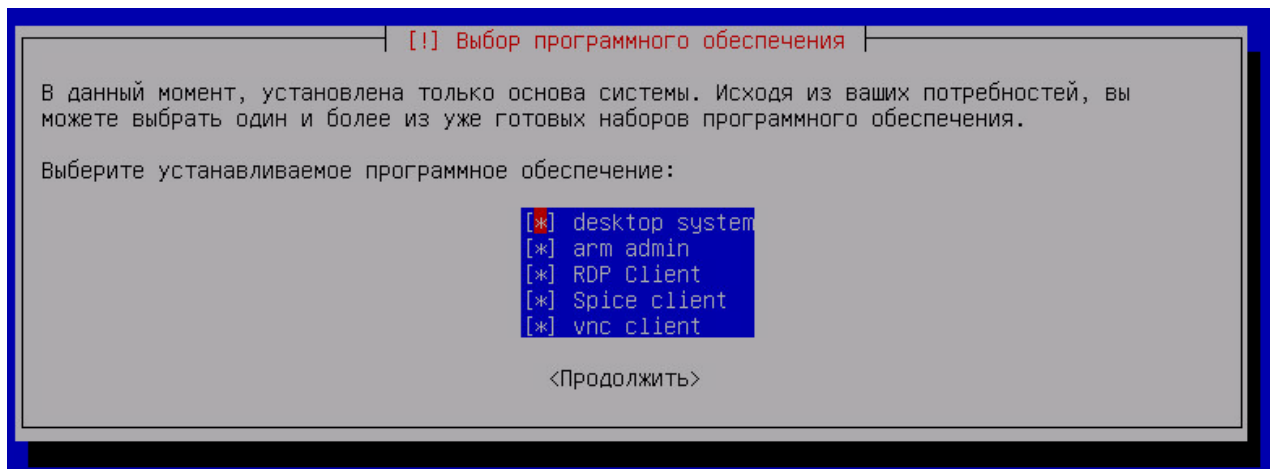 [!] Выбор программного обеспечения
В данный момент, установлена только основа системы. Исходя из ваших потребностей, вы
можете выбрать один и более из уже готовых наборов программного обеспечения.
Выберите устанавливаемое программное обеспечение:
[*] desktop system
[*] arm admin
[*] RDP Client
[*] Spice client
[*] vnc client
<Продолжить>